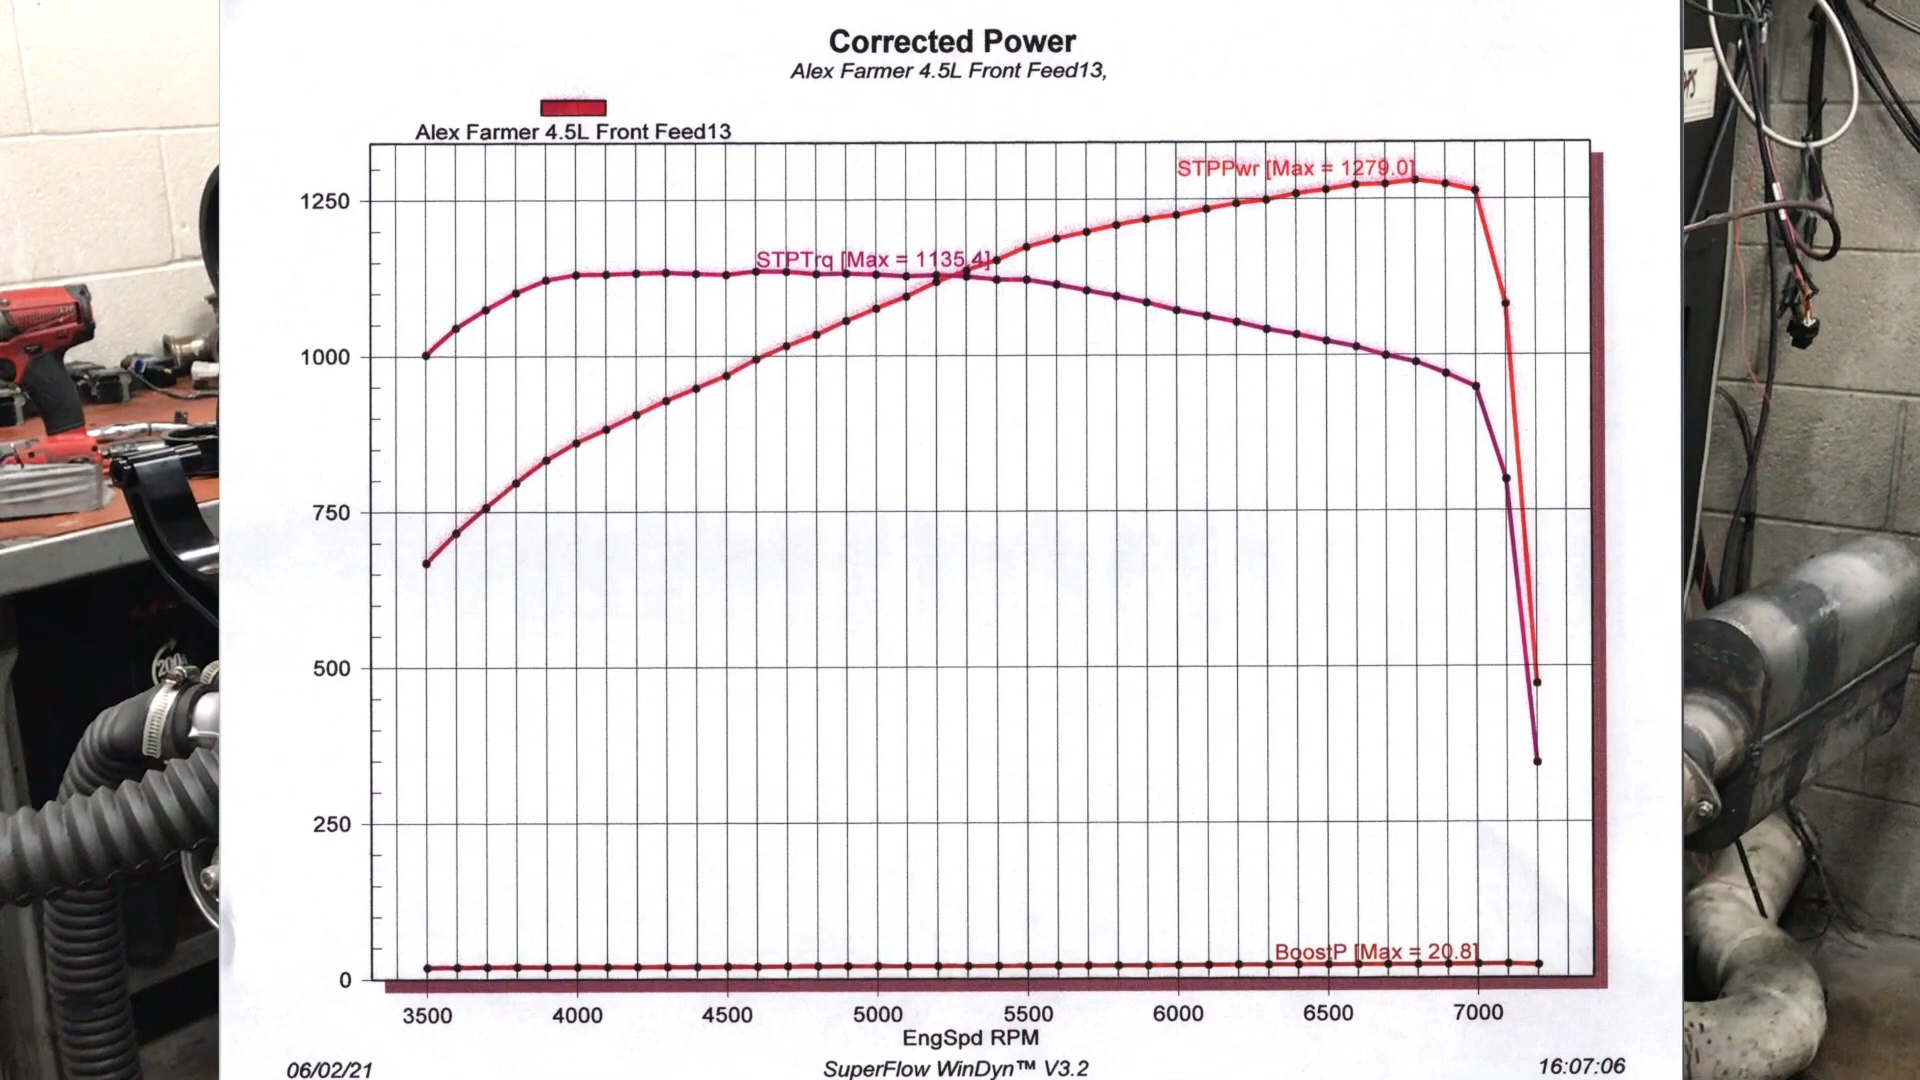 Corrected Power
Alex Farmer 4.5L Front Feed13,
Alex Farmer 4.5L Front Feed13
STPPwr [Max = 1279.0]
1250
STPTrq [Max = 1135.4]
1000
750
500
200
250
BoostP [Max = 20.8]
0
3500 4000 4500 5000 5500 6000 6500 7000
EngSpd RPM
06/02/21 SuperFlow WinDyn™ V3.2 16:07:06